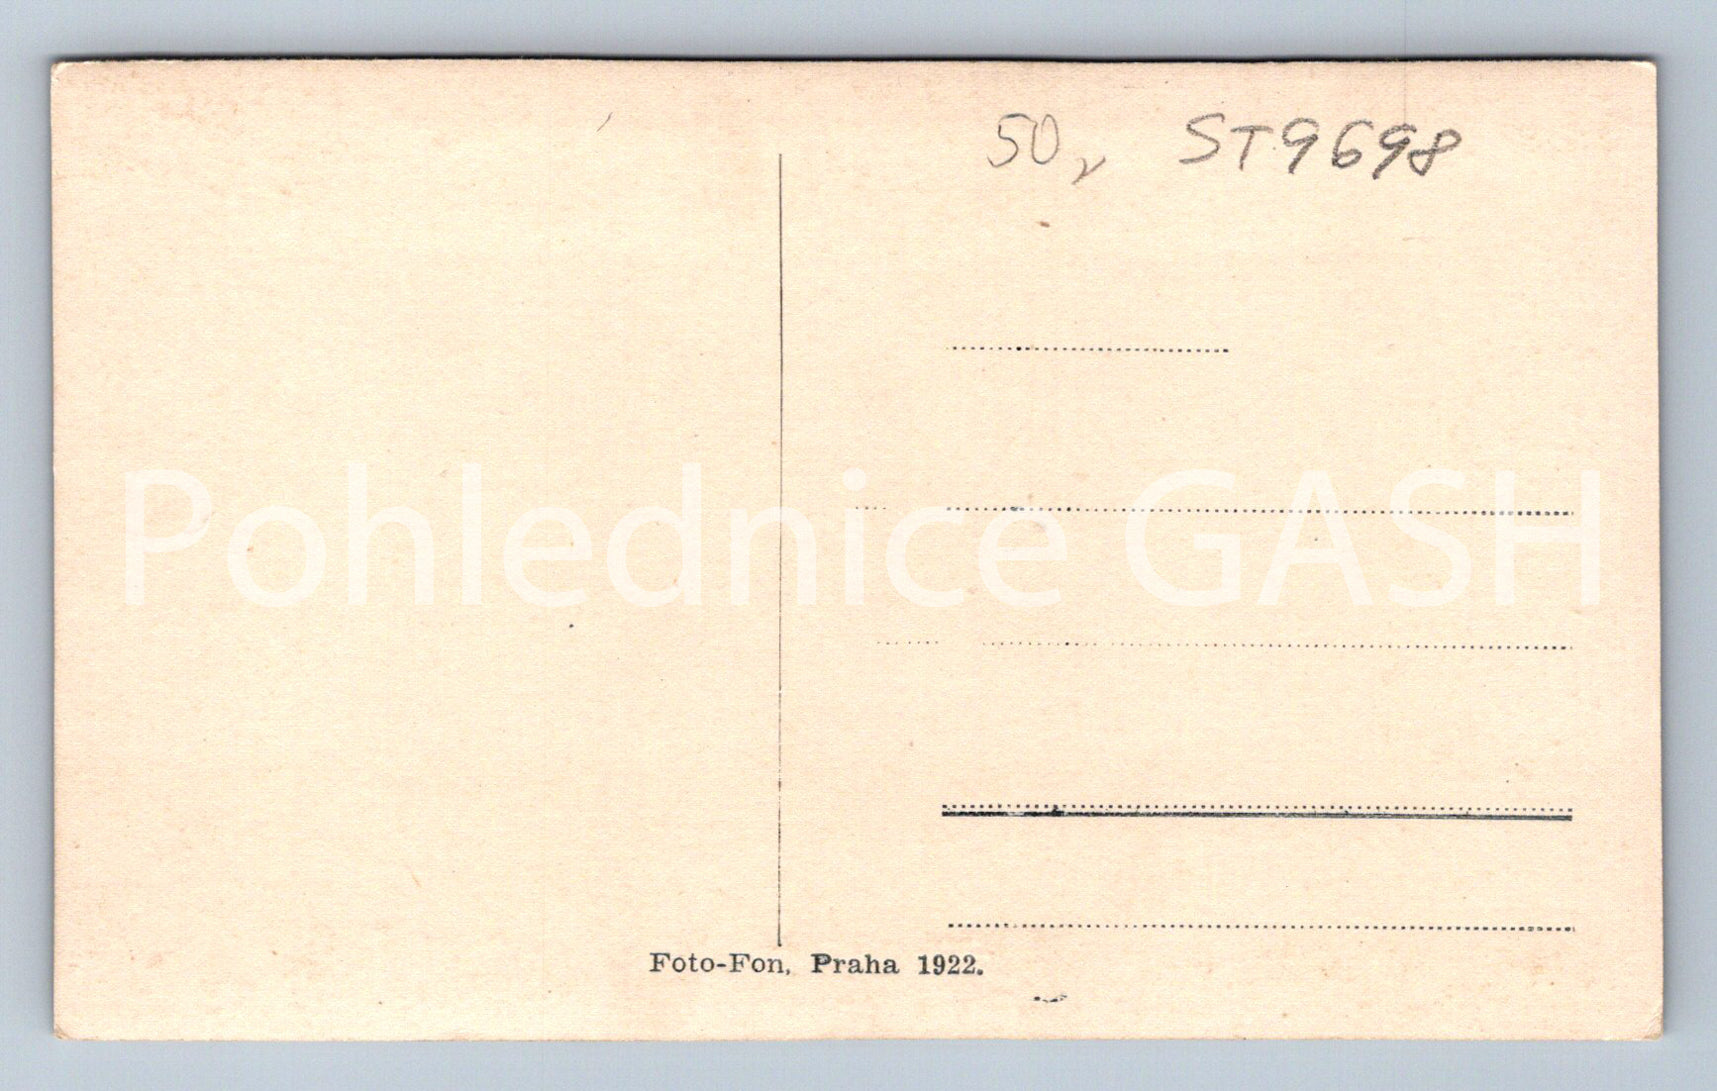 50,- ST9698
Pohlednice GASH
Foto-Fon, Praha 1922.